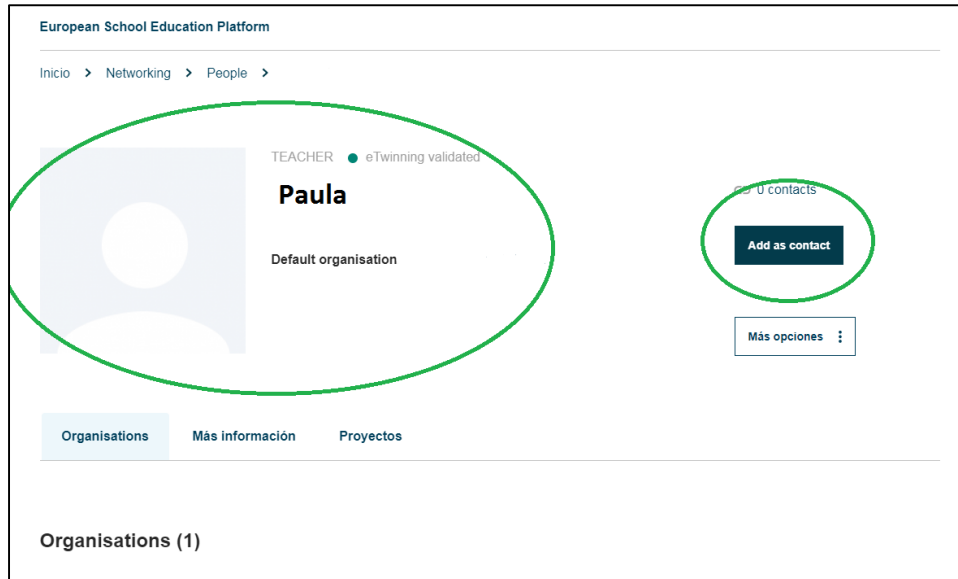 European School Education Platform
Inicio > Networking > People >
TEACHER ● eTwinning validated
Paula
0 contacts
Default organisation
Add as contact
Más opciones
Organisations Más información Proyectos
Organisations (1)